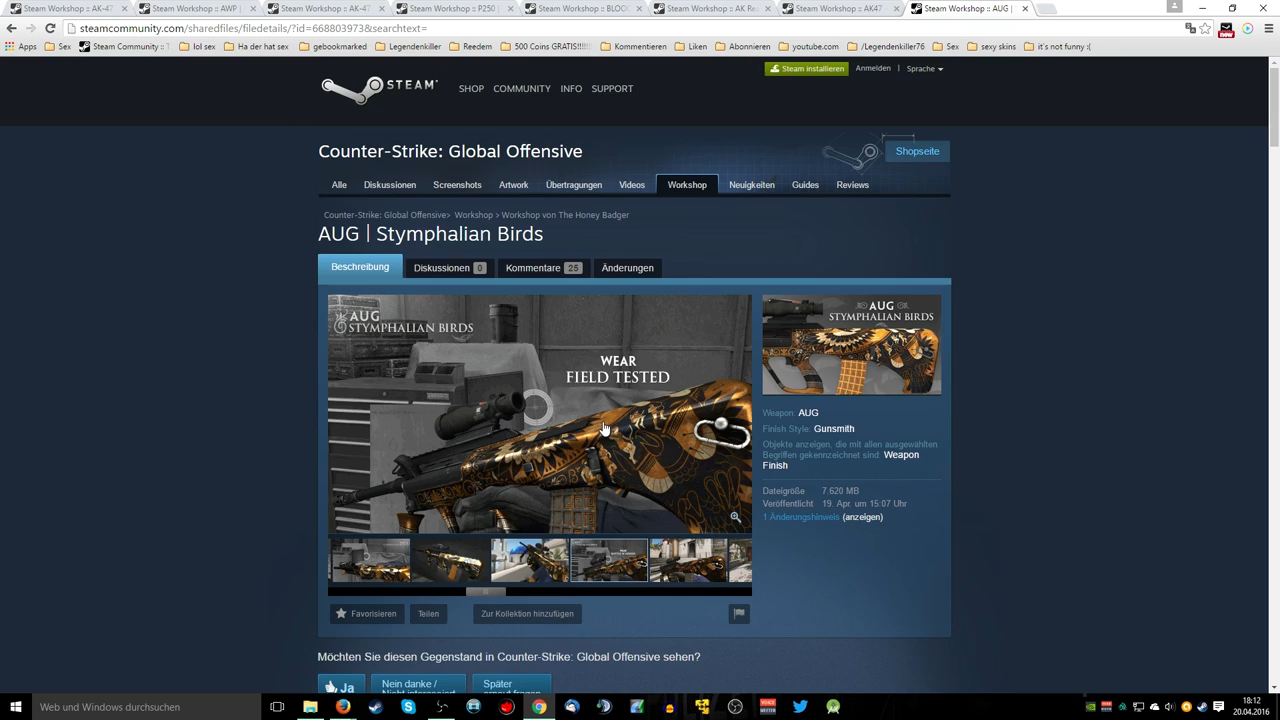 Steam Workshop :: AK-47
Steam Workshop :: AWP |
Steam Workshop :: AK-47
Steam Workshop :: P250 |
Steam Workshop :: BLOC
Steam Workshop :: AK Re
Steam Workshop :: AK47
Steam Workshop :: AUG |
steamcommunity.com/sharedfiles/filedetails/?id=668803973&searchtext=
Apps
Sex
Steam Community :: T
lol sex
Ha der hat sex
gebookmarked
Legendenkiller
Reedem
500 Coins GRATIS!!!!
Kommentieren
Liken
Abonnieren
youtube.com
/Legendenkiller76
Sex
sexy skins
it´s not funny :(
STEAM
SHOP
COMMUNITY
INFO
SUPPORT
Steam installieren
Anmelden
|
Sprache
Counter-Strike: Global Offensive
Shopseite
Alle
Diskussionen
Screenshots
Artwork
Übertragungen
Videos
Workshop
Neuigkeiten
Guides
Reviews
Counter-Strike: Global Offensive> Workshop > Workshop von The Honey Badger
AUG | Stymphalian Birds
Beschreibung
Diskussionen 0
Kommentare 25
Änderungen
AUG
STYMPHALIAN BIRDS
WEAR
FIELD TESTED
AUG
STYMPHALIAN BIRDS
Weapon: AUG
Finish Style: Gunsmith
Objekte anzeigen, die mit allen ausgewählten
Begriffen gekennzeichnet sind: Weapon
Finish
Dateigröße 7.620 MB
Veröffentlicht 19. Apr. um 15:07 Uhr
1 Änderungshinweis (anzeigen)
Favorisieren
Teilen
Zur Kollektion hinzufügen
Möchten Sie diesen Gegenstand in Counter-Strike: Global Offensive sehen?
Ja
Nein danke /
Nicht interessiert
Später
erneut fragen
Web und Windows durchsuchen
18:12
20.04.2016